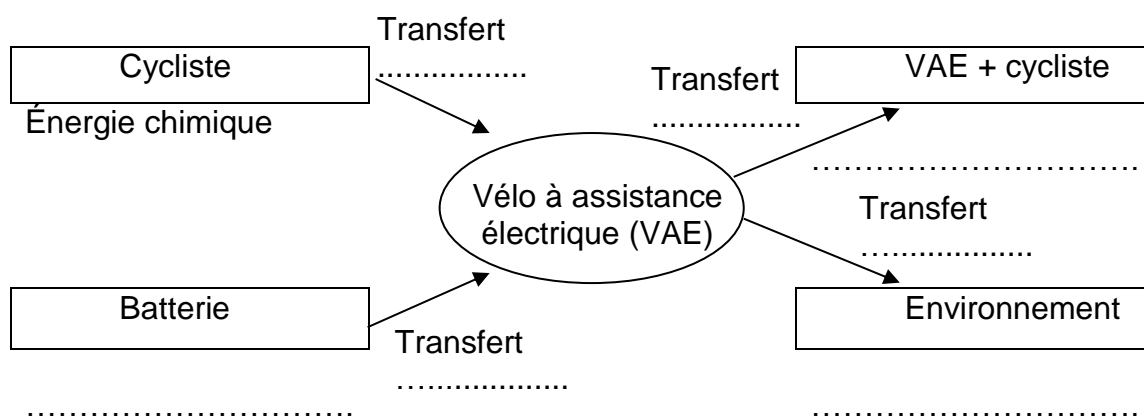 Transfert
Cycliste
.................
Énergie chimique
Transfert
.................
VAE + cycliste
...............................
Vélo à assistance
électrique (VAE)
Transfert
...................
Batterie
Transfert
...................
...............................
Environnement
...............................